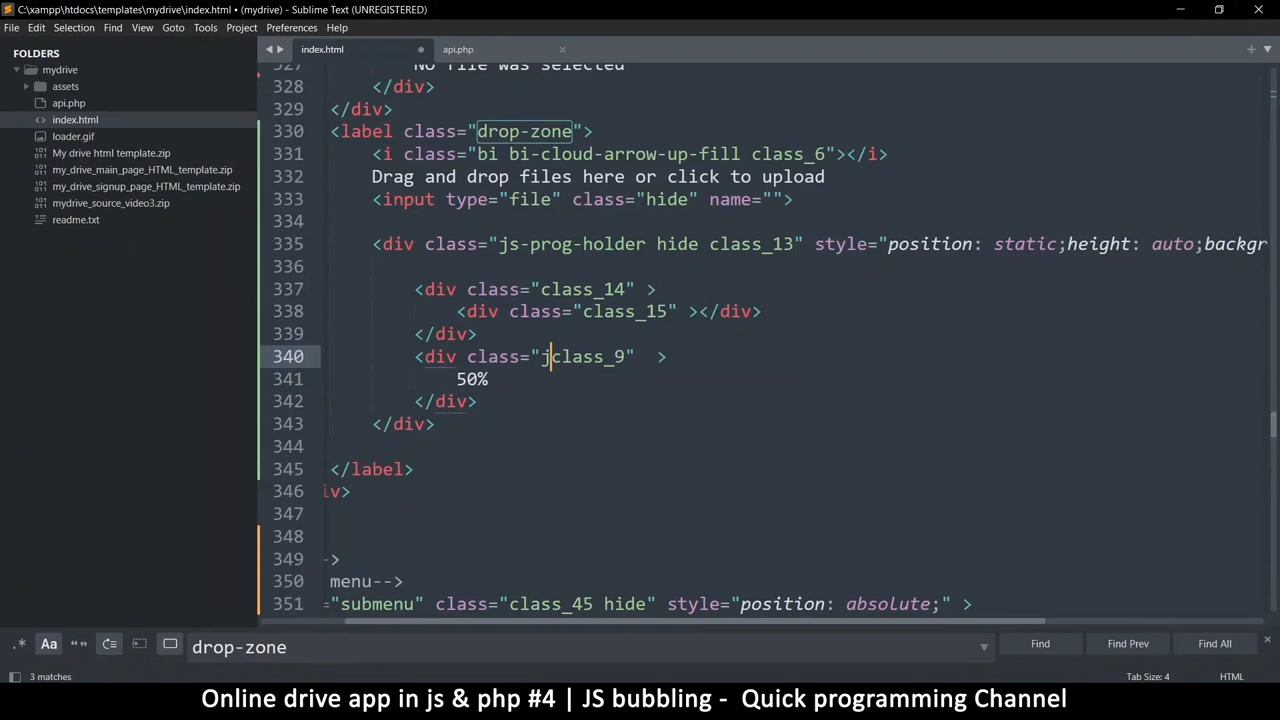 C:\xampp\htdocs\templates\mydrive\index.html • (mydrive) - Sublime Text (UNREGISTERED)
File Edit Selection Find View Goto Tools Project Preferences Help
FOLDERS
mydrive
assets
api.php
index.html
loader.gif
My drive html template.zip
my_drive_main_page_HTML_template.zip
my_drive_signup_page_HTML_template.zip
mydrive_source_video3.zip
readme.txt
index.html
api.php
327 No file was selected
328 </div>
329 </div>
330 <label class="drop-zone">
331 <i class="bi bi-cloud-arrow-up-fill class_6"></i>
332 Drag and drop files here or click to upload
333 <input type="file" class="hide" name="">
334
335 <div class="js-prog-holder hide class_13" style="position: static;height: auto;backgr
336
337 <div class="class_14" >
338 <div class="class_15" ></div>
339 </div>
340 <div class="jclass_9"  >
341 50%
342 </div>
343 </div>
344
345 </label>
346 iv>
347
348
349 ->
350 menu-->
351 ="submenu" class="class_45 hide" style="position: absolute;" >
.* Aa “” drop-zone Find Find Prev Find All
3 matches Tab Size: 4 HTML
Online drive app in js & php #4 | JS bubbling - Quick programming Channel